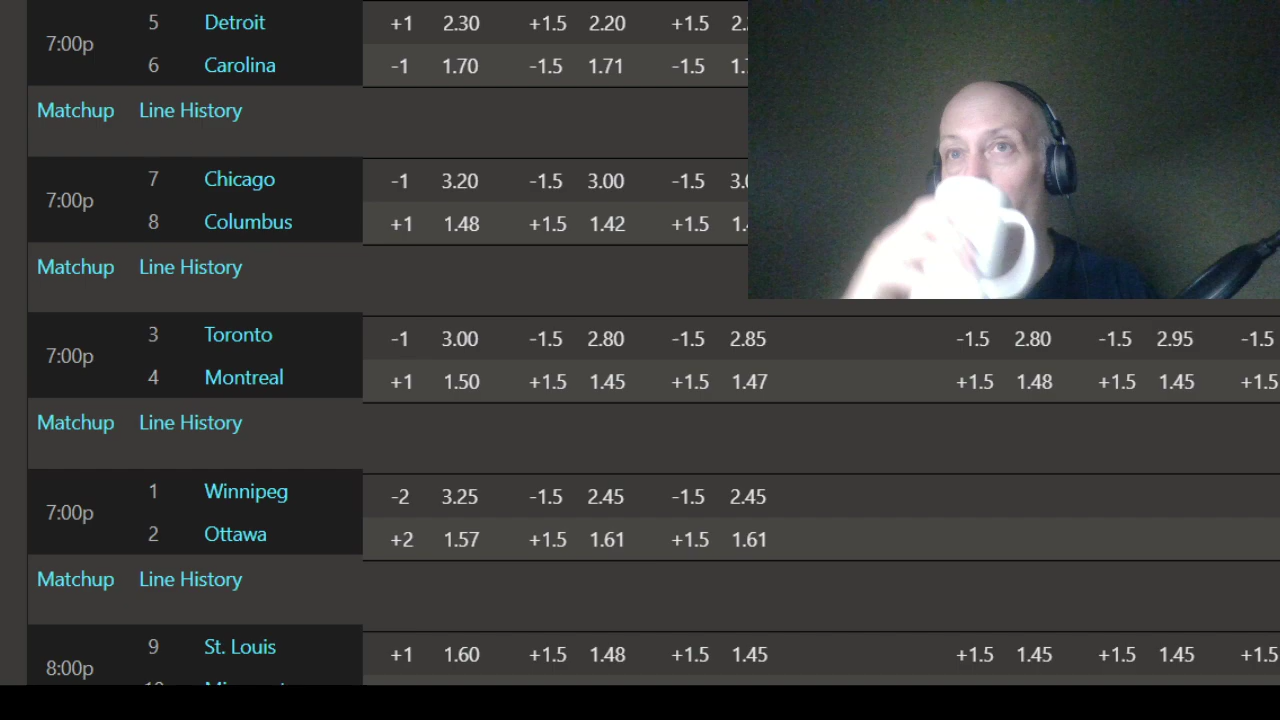 5 Detroit +1 2.30 +1.5 2.20 +1.5
7:00p
6 Carolina -1 1.70 -1.5 1.71 -1.5
Matchup Line History
7 Chicago -1 3.20 -1.5 3.00 -1.5
7:00p
8 Columbus +1 1.48 +1.5 1.42 +1.5
Matchup Line History
3 Toronto -1 3.00 -1.5 2.80 -1.5 2.85 -1.5 2.80 -1.5 2.95 -1.5
7:00p
4 Montreal +1 1.50 +1.5 1.45 +1.5 1.47 +1.5 1.48 +1.5 1.45 +1.5
Matchup Line History
1 Winnipeg -2 3.25 -1.5 2.45 -1.5 2.45
7:00p
2 Ottawa +2 1.57 +1.5 1.61 +1.5 1.61
Matchup Line History
9 St. Louis +1 1.60 +1.5 1.48 +1.5 1.45 +1.5 1.45 +1.5 1.45 +1.5
8:00p